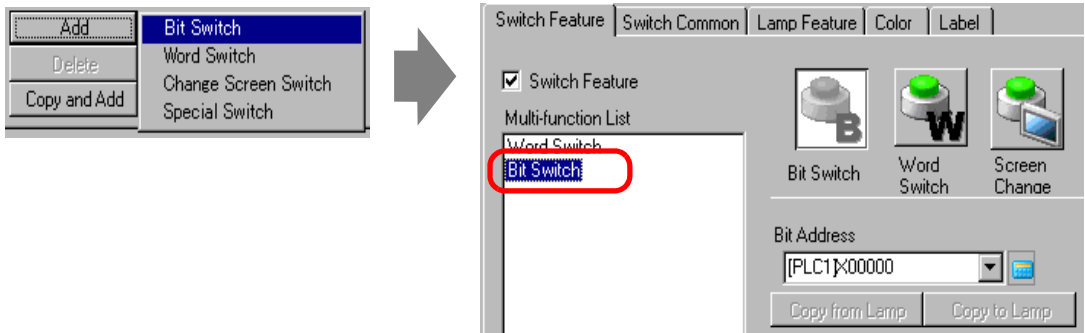 Add
Delete
Copy and Add
Bit Switch
Word Switch
Change Screen Switch
Special Switch
Switch Feature
Switch Common
Lamp Feature
Color
Label
Switch Feature
Multi-function List
Word Switch
Bit Switch
B
W
Bit Switch
Word
Switch
Screen
Change
Bit Address
[PLC1]X00000
Copy from Lamp
Copy to Lamp